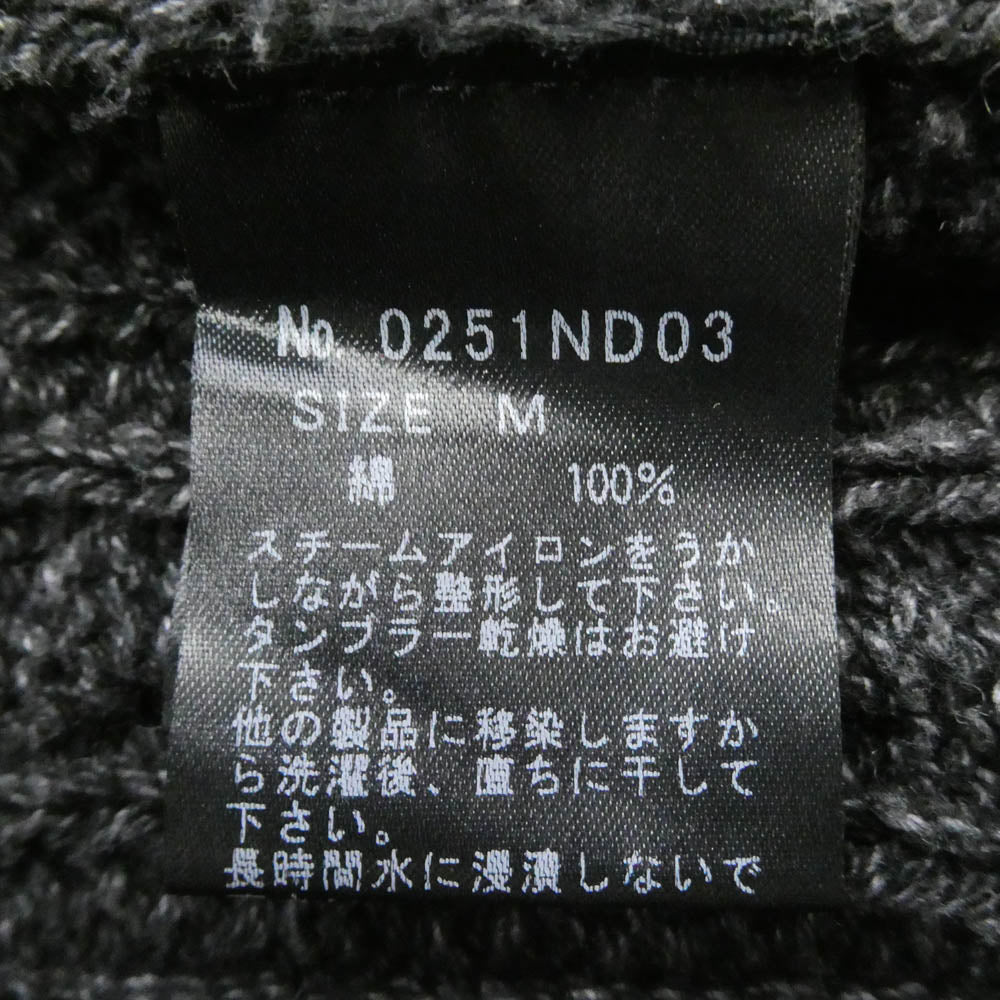 No. 0251ND03
SIZE M
綿 100%
スチームアイロンをうか
しながら整形して下さい。
タンブラー乾燥はお避け
下さい。
他の製品に移染しますか
ら洗濯後、直ちに干して
下さい。
長時間水に浸漬しないで